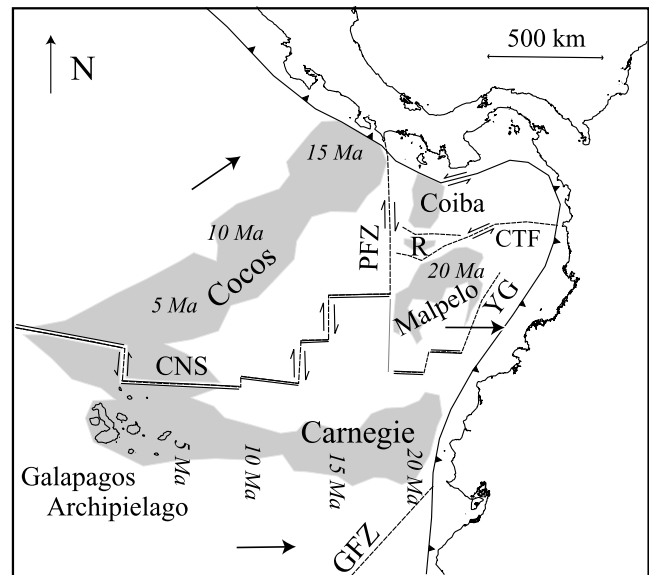 500 km
N
15 Ma
Coiba
10 Ma
PFZ
R
CTF
20 Ma
Cocos
Malpelo
YG
5 Ma
CNS
Carnegie
5 Ma
10 Ma
15 Ma
20 Ma
Galapagos
Archipielago
GFZ